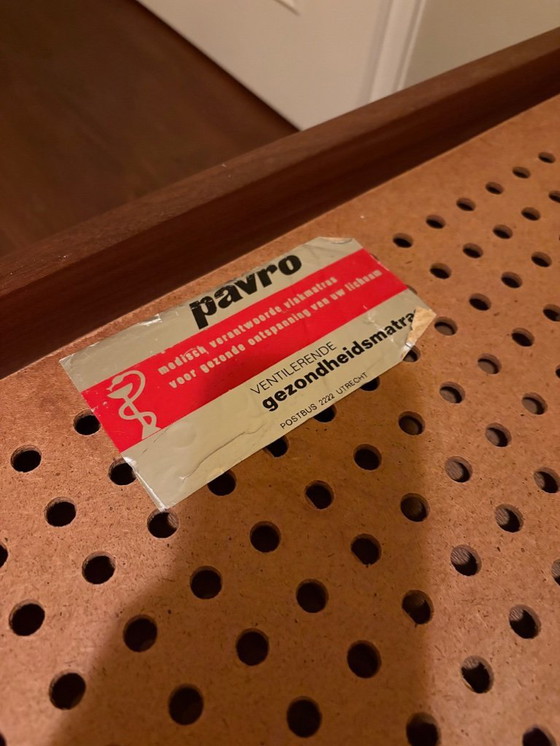 pavro
medisch verantwoorde vlakmatras
voor gezonde ontspanning van uw lichaam
VENTILERENDE
gezondheidsmatra
POSTBUS 2222 UTRECHT